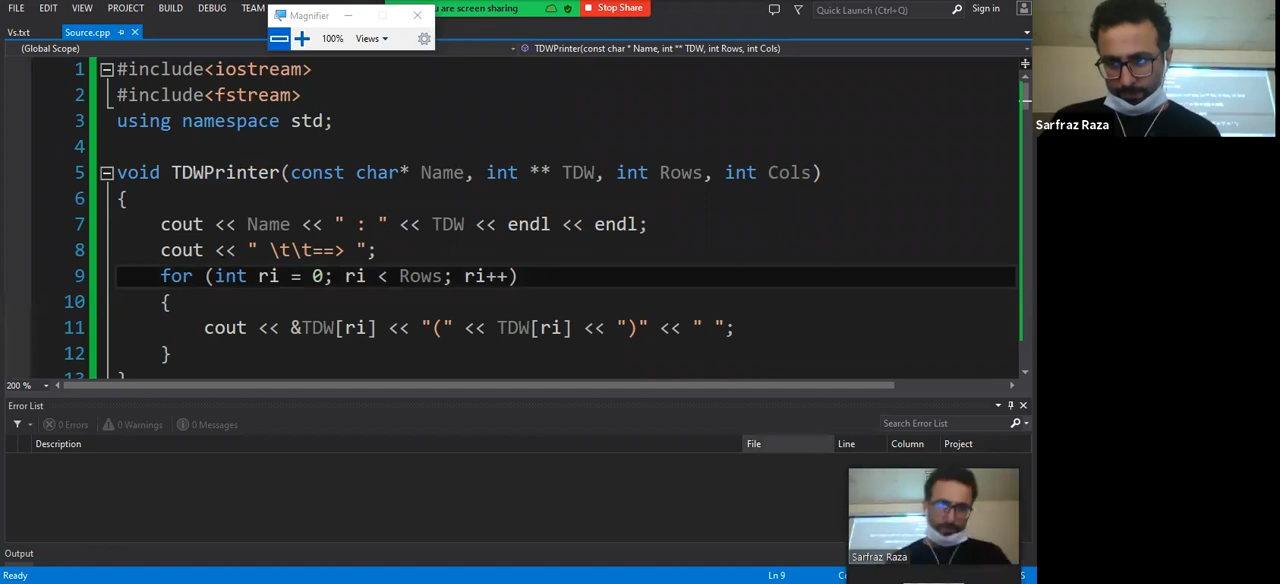 FILE EDIT VIEW PROJECT BUILD DEBUG TEAM
Magnifier
are screen sharing
Stop Share
Quick Launch (Ctrl+Q)
Sign in
Vs.txt
Source.cpp
100% Views
(Global Scope)
TDWPrinter(const char * Name, int ** TDW, int Rows, int Cols)
1 #include<iostream>
2 #include<fstream>
3 using namespace std;
4
5 void TDWPrinter(const char* Name, int ** TDW, int Rows, int Cols)
6 {
7 cout << Name << " : " << TDW << endl << endl;
8 cout << " \t\t==> ";
9 for (int ri = 0; ri < Rows; ri++)
10 {
11 cout << &TDW[ri] << "(" << TDW[ri] << ")" << " ";
12 }
13 }
200 %
Error List
0 Errors 0 Warnings 0 Messages
Search Error List
Description File Line Column Project
Output
Ready Ln 9
Sarfraz Raza
Sarfraz Raza